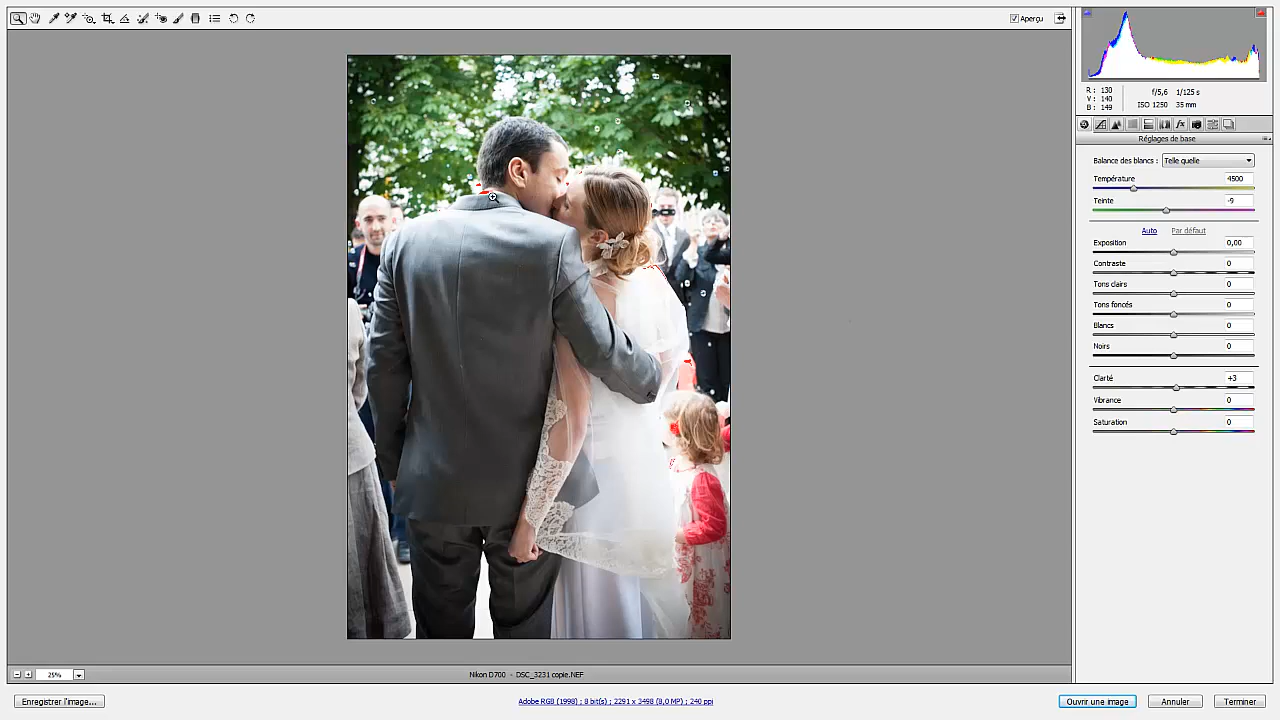 Aperçu
R : 130
V : 140
B : 149
f/5,6 1/125 s
ISO 1250 35 mm
Réglages de base
Balance des blancs : Telle quelle
Température 4500
Teinte -9
Auto Par défaut
Exposition 0,00
Contraste 0
Tons clairs 0
Tons foncés 0
Blancs 0
Noirs 0
Clarté +3
Vibrance 0
Saturation 0
25%
Nikon D700 - DSC_3231 copie.NEF
Enregistrer l'image...
Adobe RGB (1998) ; 8 bit(s) ; 2291 x 3498 (8,0 MP) ; 240 ppi
Ouvrir une image
Annuler
Terminer